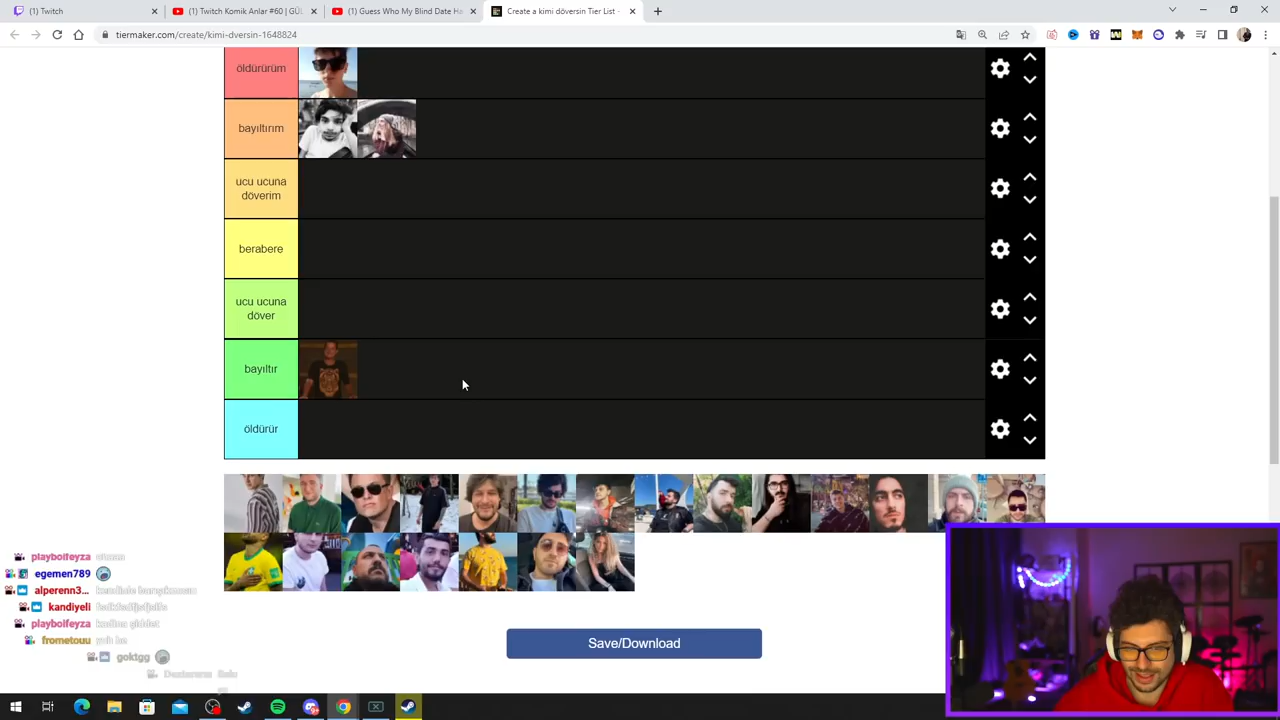 (1) Twitch
(1) Twitch Komik Anlar #60 | GÜL
(1) Guess Who My Blind Date Ha
Create a kimi döversin Tier List -
tiermaker.com/create/kimi-dversin-1648824
öldürürüm
bayıltırım
ucu ucuna
döverim
berabere
ucu ucuna
döver
bayıltır
öldürür
playboifeyza
egemen789
alperenn3...
kandiyeli
playboifeyza
frometouu
goktgg
Save/Download